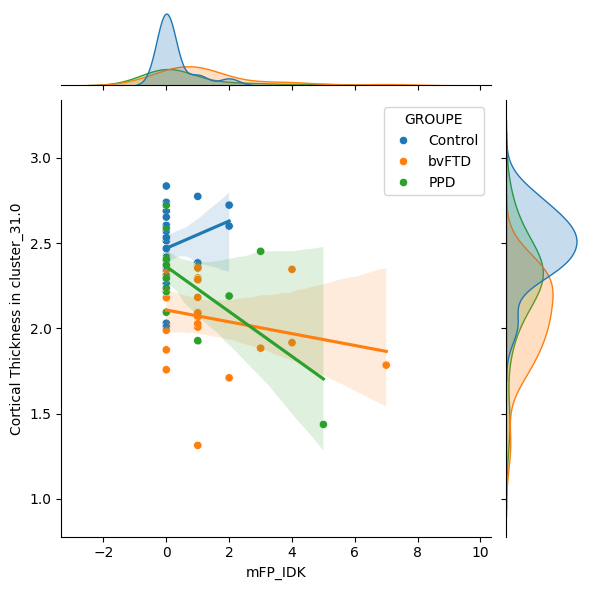 GROUPE
Control
bvFTD
PPD
3.0
2.5
2.0
1.5
1.0
Cortical Thickness in cluster_31.0
−2 0 2 4 6 8 10
mFP_IDK